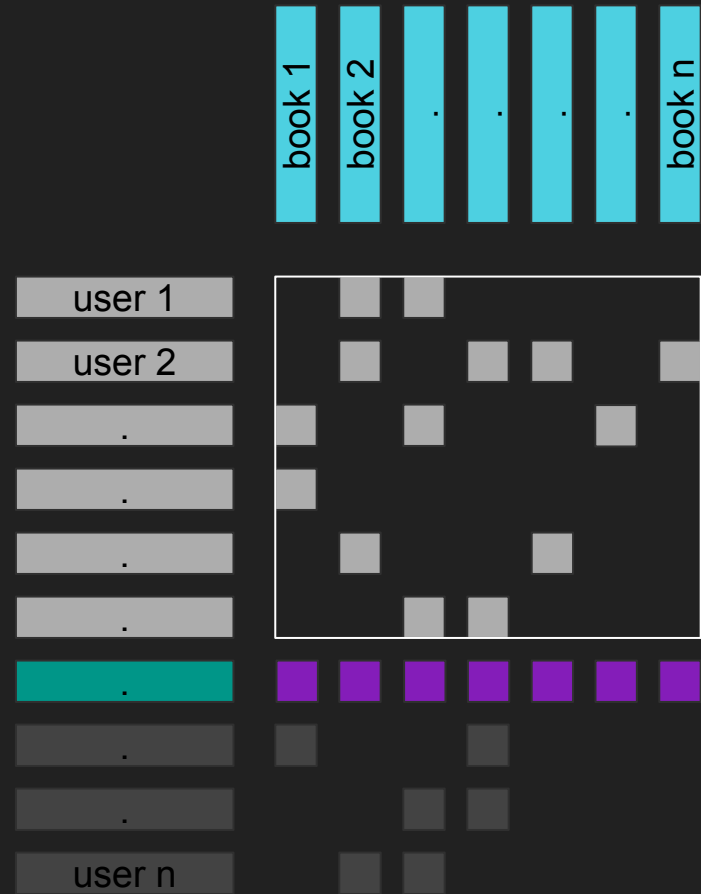 book 1
book 2
.
.
.
.
book n
user 1
user 2
.
.
.
.
.
.
.
user n